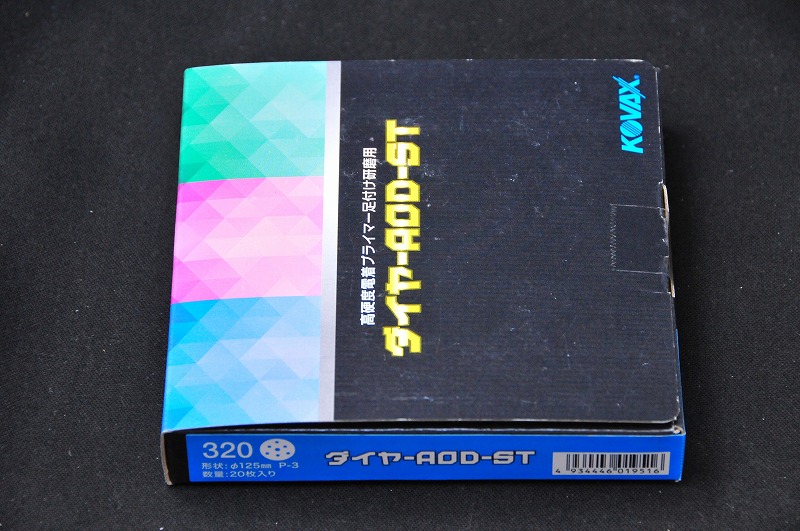 KOVAX®
高硬度電着プライマー足付け研磨用
ダイヤ-AOD-ST
320
形状:φ125mm P-3
数量:20枚入り
ダイヤ-AOD-ST
4 934446 019516